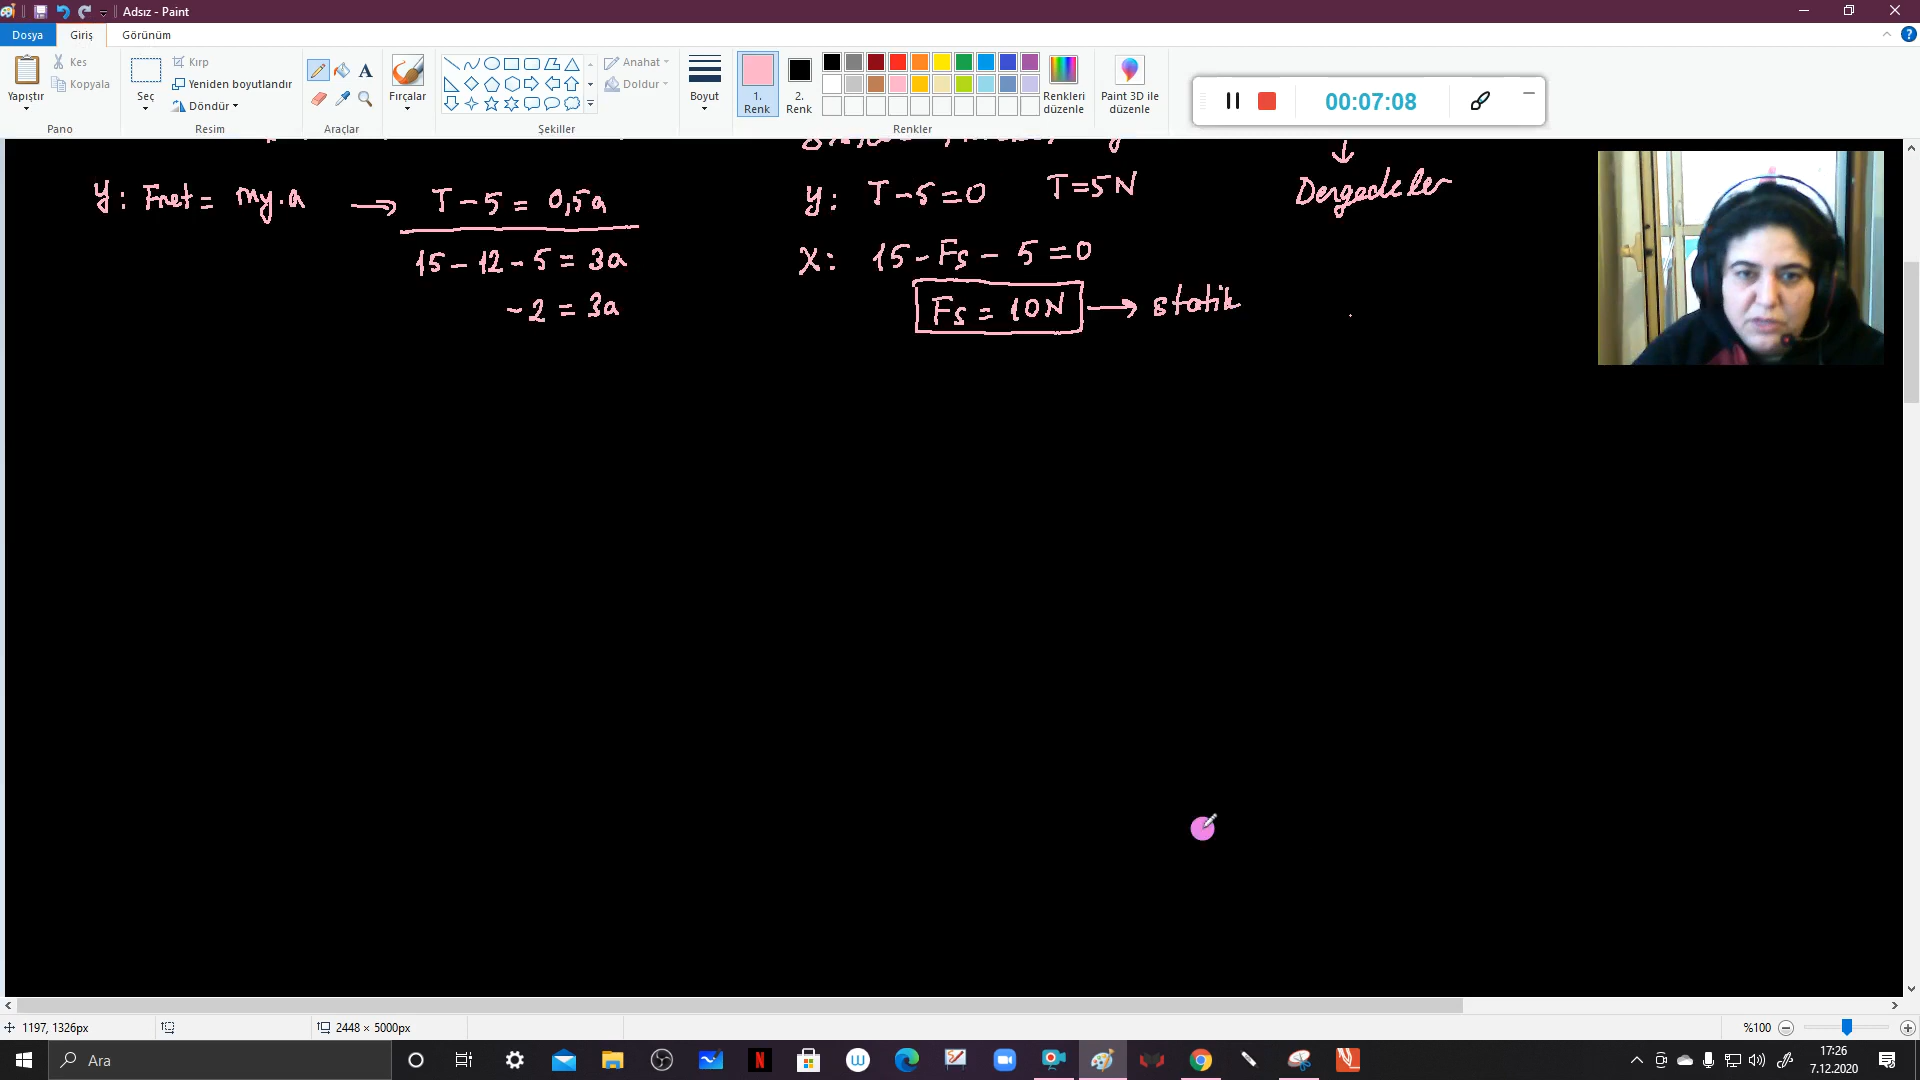 Adsız - Paint
Dosya
Giriş
Görünüm
Yapıştır
Kes
Kopyala
Pano
Seç
Kırp
Yeniden boyutlandır
Döndür
Resim
Araçlar
Fırçalar
Şekiller
Anahat
Doldur
Boyut
1.
Renk
2.
Renk
Renkler
Renkleri
düzenle
Paint 3D ile
düzenle
00:07:08
y: Fnet = my.a → T - 5 = 0,5a
15 - 12 - 5 = 3a
-2 = 3a
y: T - 5 = 0 T = 5N
X: 15 - Fs - 5 = 0
Fs = 10N → statik
1197, 1326px
2448 × 5000px
%100
Ara
17:26
7.12.2020